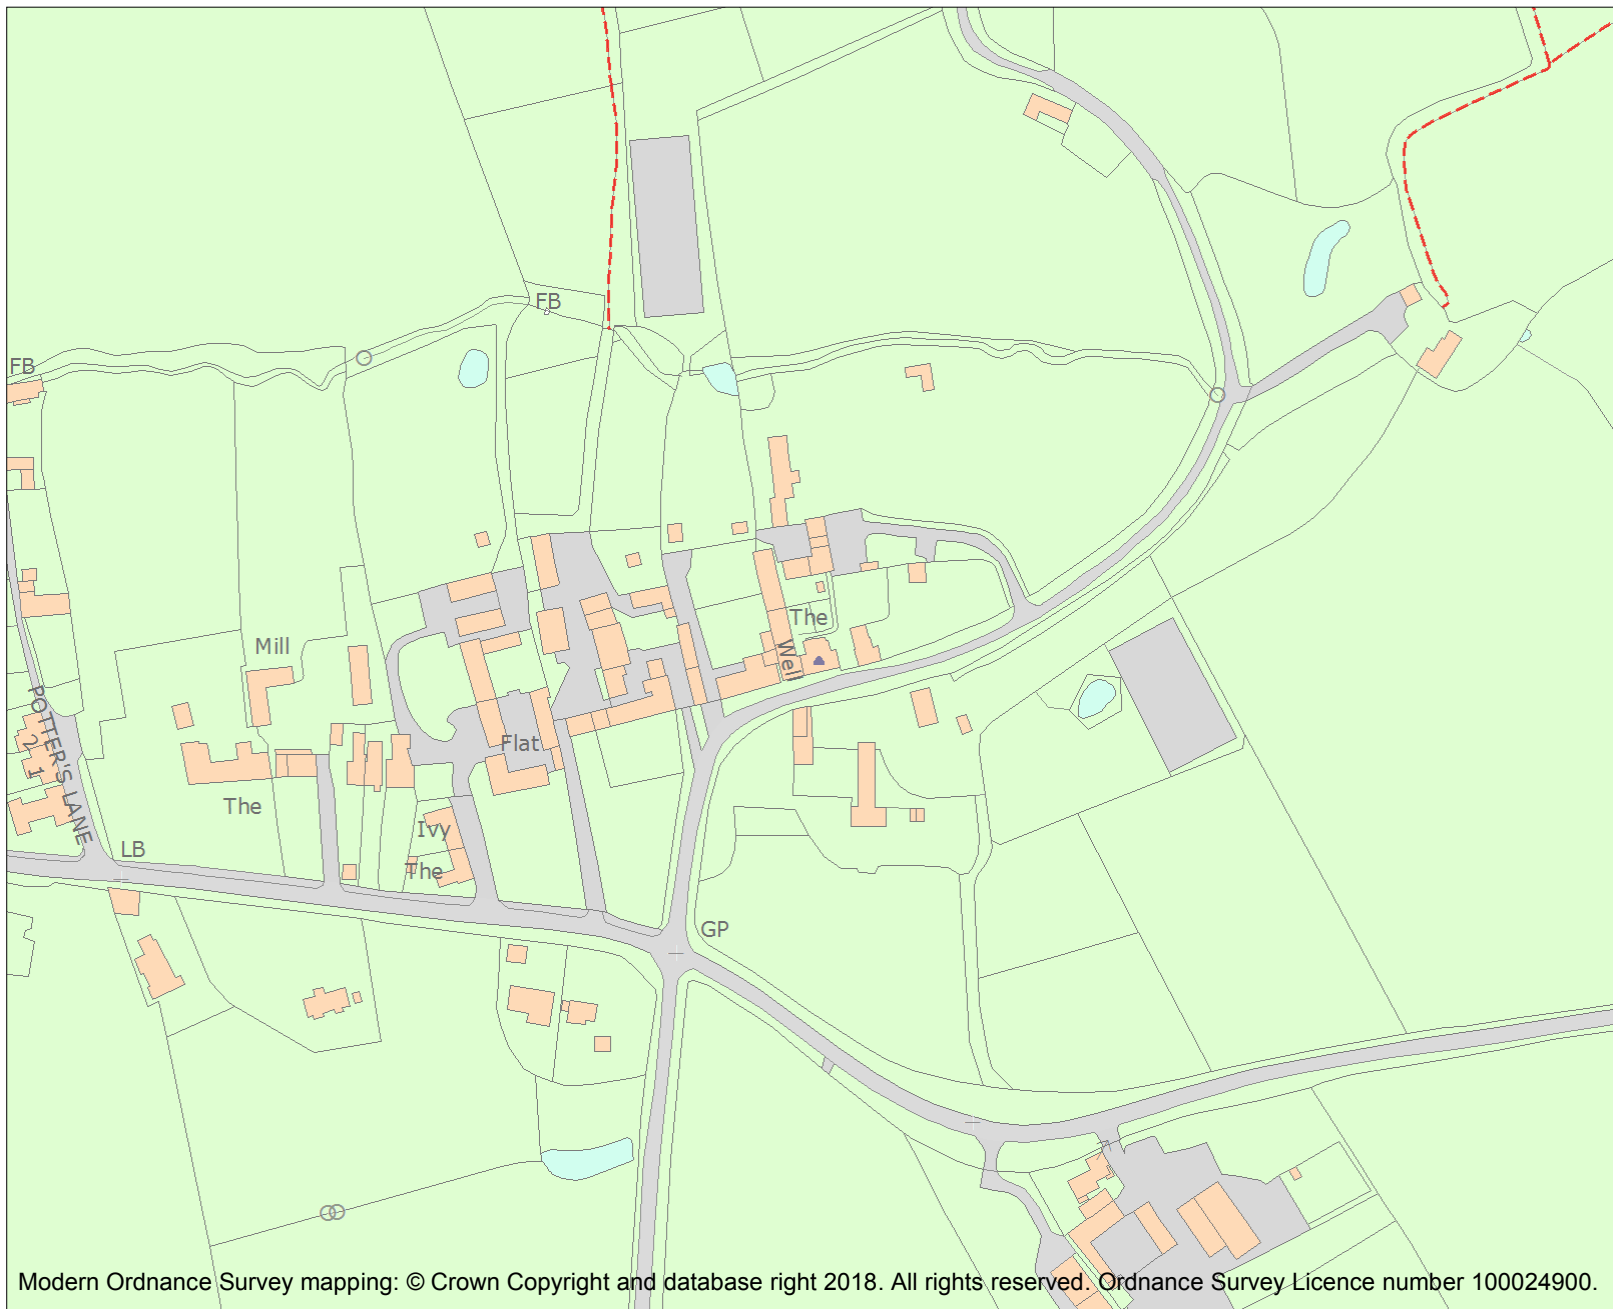 FB
FB
The
Mill
Well
POTTER'S LANE
2
1
Flat
The
Ivy
LB
The
GP
Modern Ordnance Survey mapping: © Crown Copyright and database right 2018. All rights reserved. Ordnance Survey Licence number 100024900.